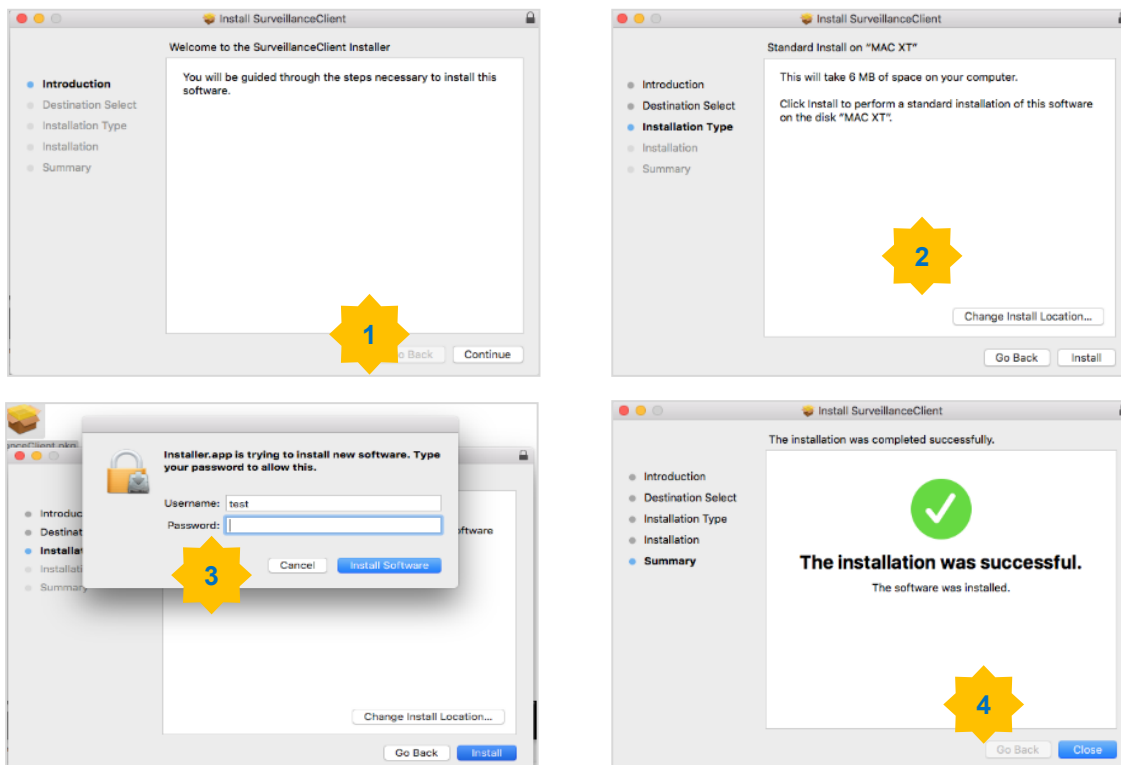 Install SurveillanceClient
Welcome to the SurveillanceClient Installer
Introduction
Destination Select
Installation Type
Installation
Summary
You will be guided through the steps necessary to install this
software.
1
Go Back
Continue
Install SurveillanceClient
Standard Install on “MAC XT”
Introduction
Destination Select
Installation Type
Installation
Summary
This will take 6 MB of space on your computer.
Click Install to perform a standard installation of this software
on the disk “MAC XT”.
2
Change Install Location...
Go Back
Install
Installer.app is trying to install new software. Type
your password to allow this.
Username: test
Password:
3
Cancel
Install Software
Summary
Change Install Location...
Go Back
Install
Install SurveillanceClient
The installation was completed successfully.
Introduction
Destination Select
Installation Type
Installation
Summary
The installation was successful.
The software was installed.
4
Go Back
Close